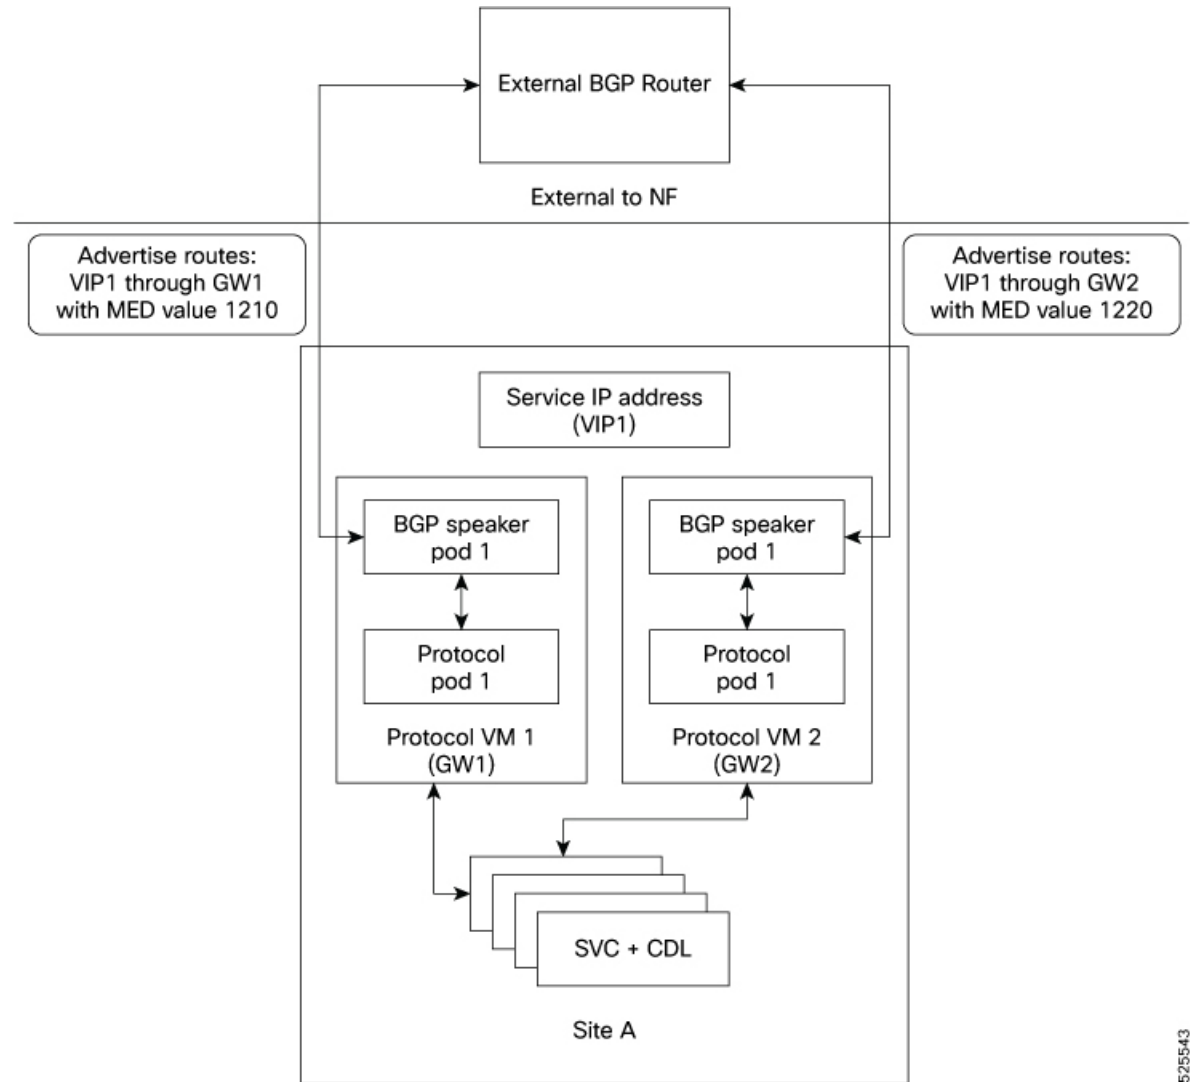 External BGP Router
External to NF
Advertise routes:
VIP1 through GW1
with MED value 1210
Advertise routes:
VIP1 through GW2
with MED value 1220
Service IP address
(VIP1)
BGP speaker
pod 1
BGP speaker
pod 1
Protocol
pod 1
Protocol
pod 1
Protocol VM 1
(GW1)
Protocol VM 2
(GW2)
SVC + CDL
Site A
525543